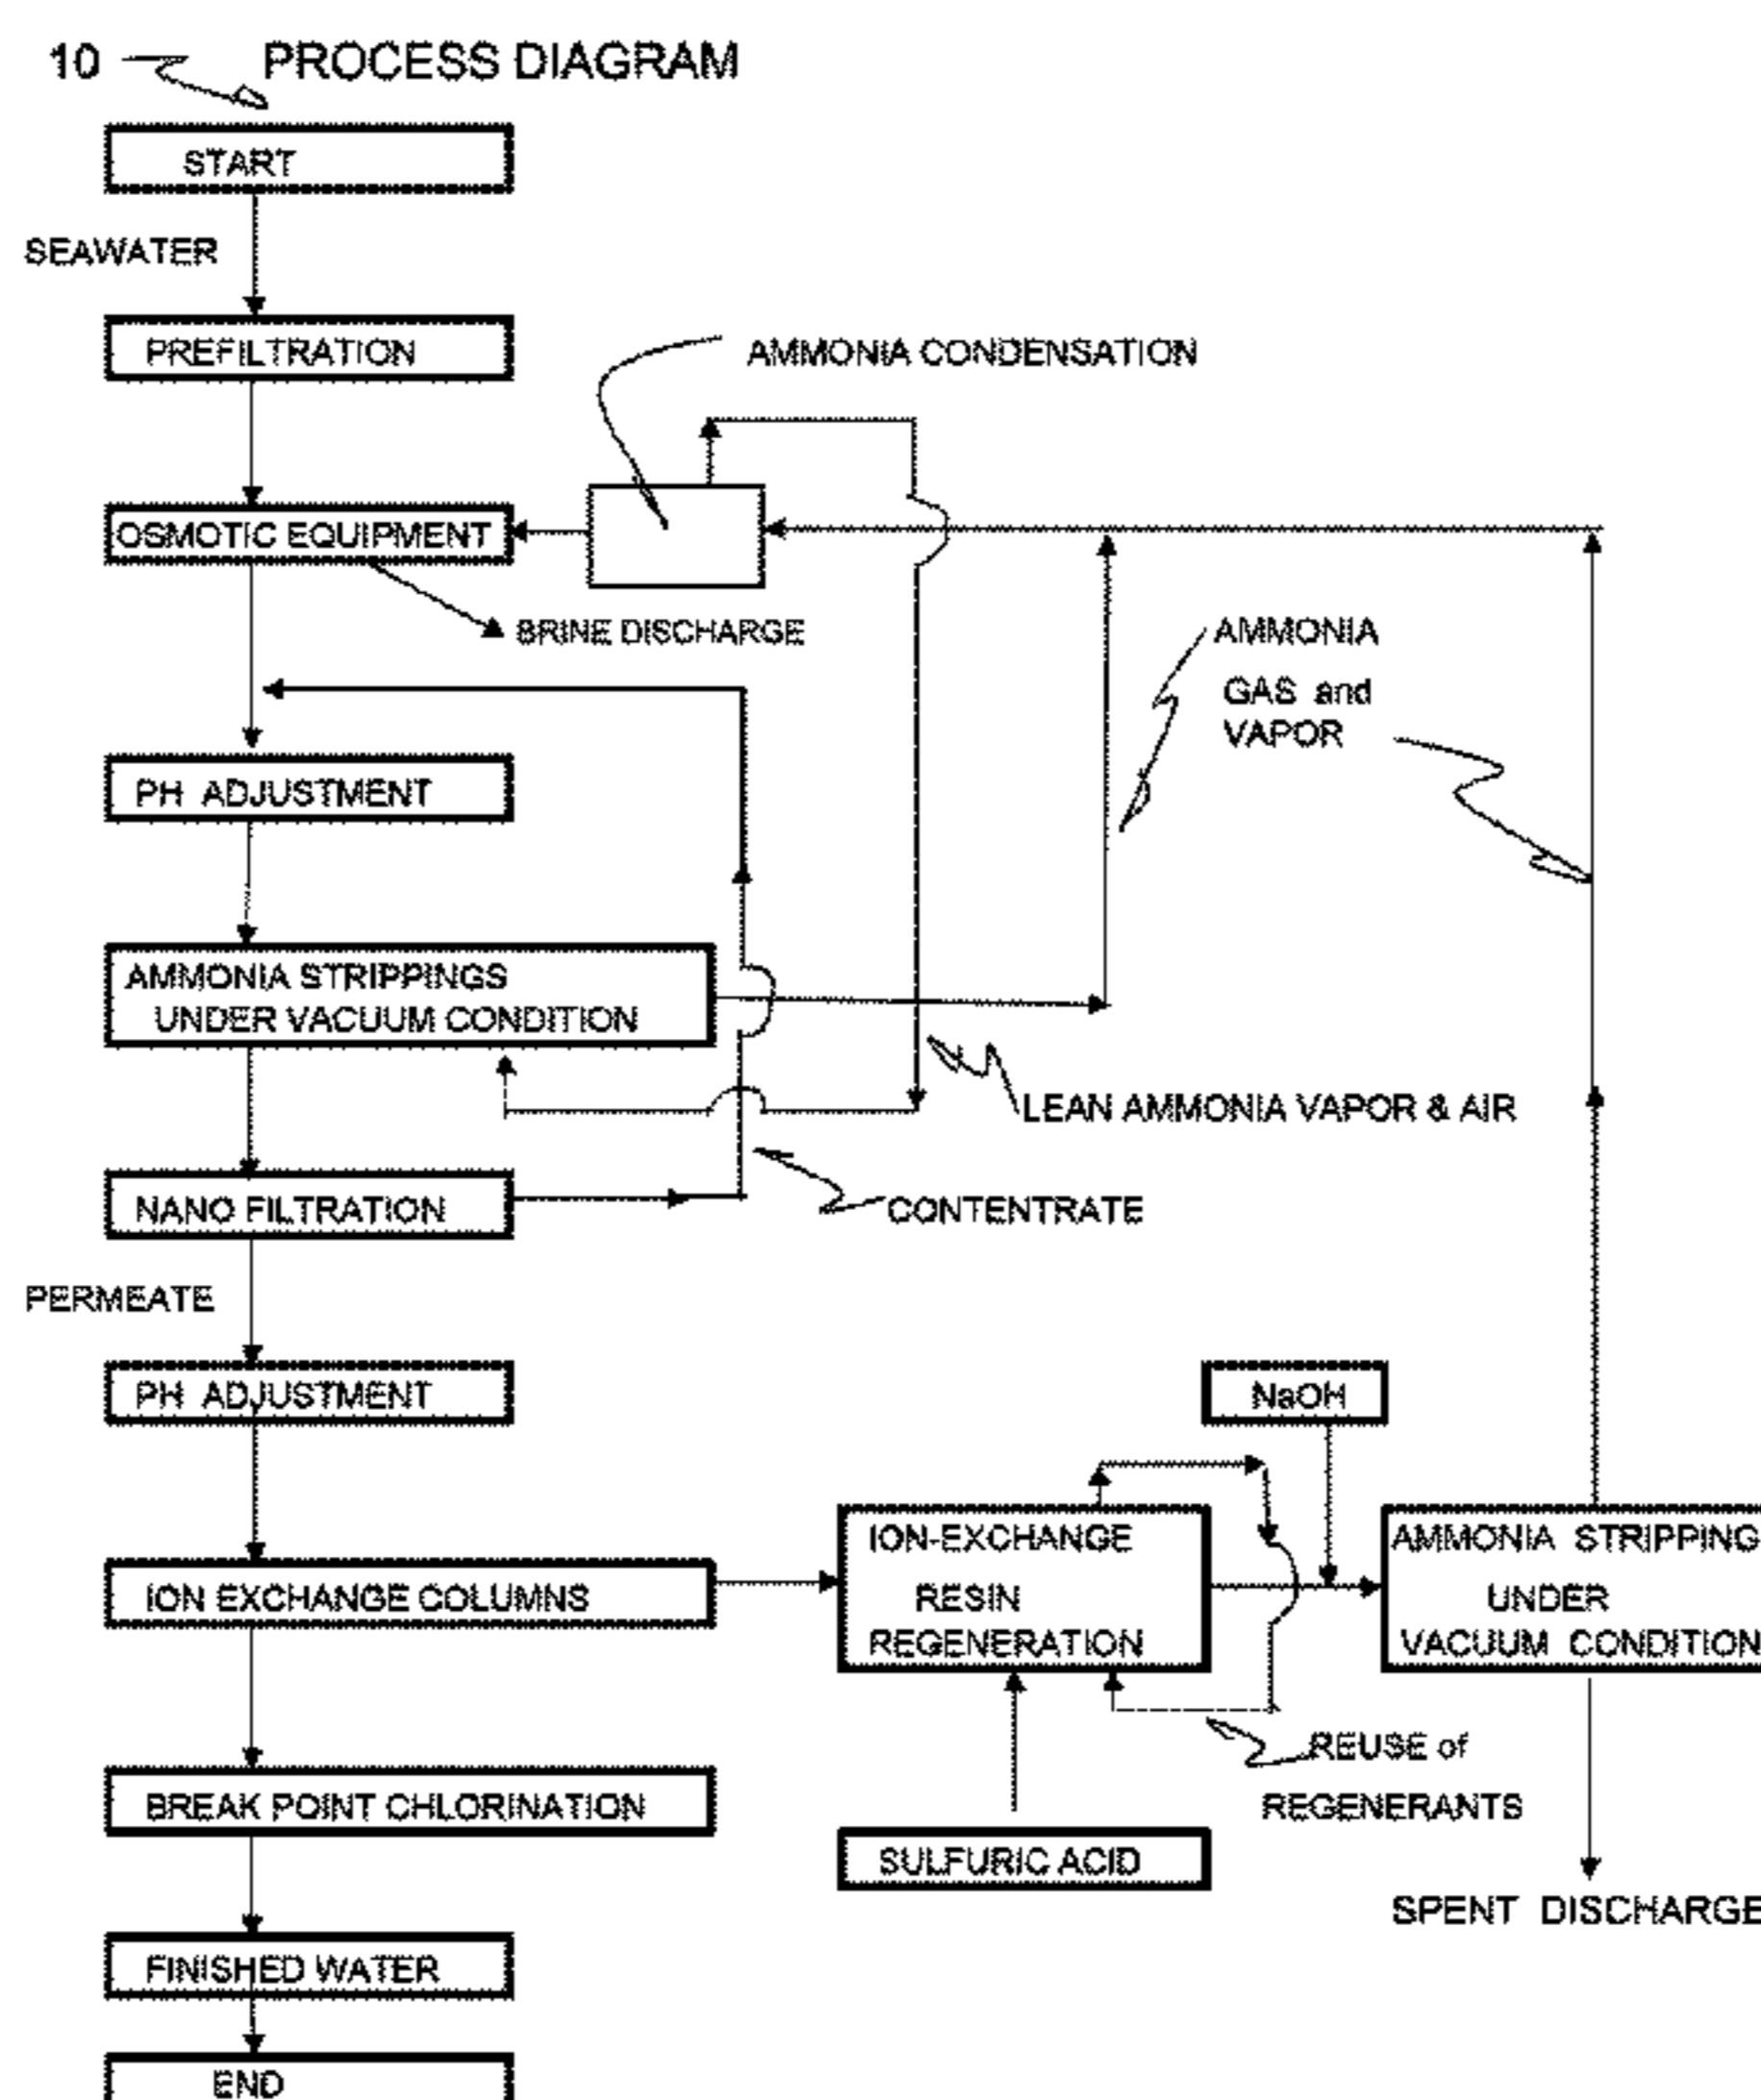 10 PROCESS DIAGRAM
START
SEAWATER
PREFILTRATION
AMMONIA CONDENSATION
OSMOTIC EQUIPMENT
BRINE DISCHARGE
AMMONIA
GAS and
VAPOR
PH ADJUSTMENT
AMMONIA STRIPPINGS
UNDER VACUUM CONDITION
LEAN AMMONIA VAPOR & AIR
NANO FILTRATION
CONTENTRATE
PERMEATE
PH ADJUSTMENT
NaOH
ION EXCHANGE COLUMNS
ION-EXCHANGE
RESIN
REGENERATION
AMMONIA STRIPPING
UNDER
VACUUM CONDITION
REUSE of
REGENERANTS
BREAK POINT CHLORINATION
SULFURIC ACID
SPENT DISCHARGE
FINISHED WATER
END